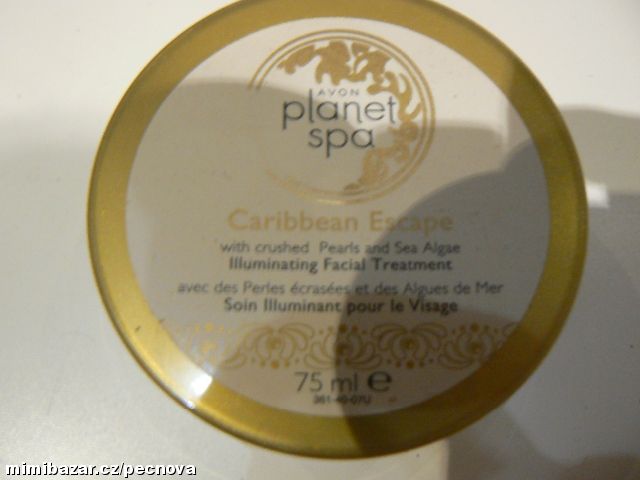 AVON
planet
spa
Caribbean Escape
with crushed Pearls and Sea Algae
Illuminating Facial Treatment
avec des Perles écrasées et des Algues de Mer
Soin Illuminant pour le Visage
75 ml e
mimibazar.cz/pecnova